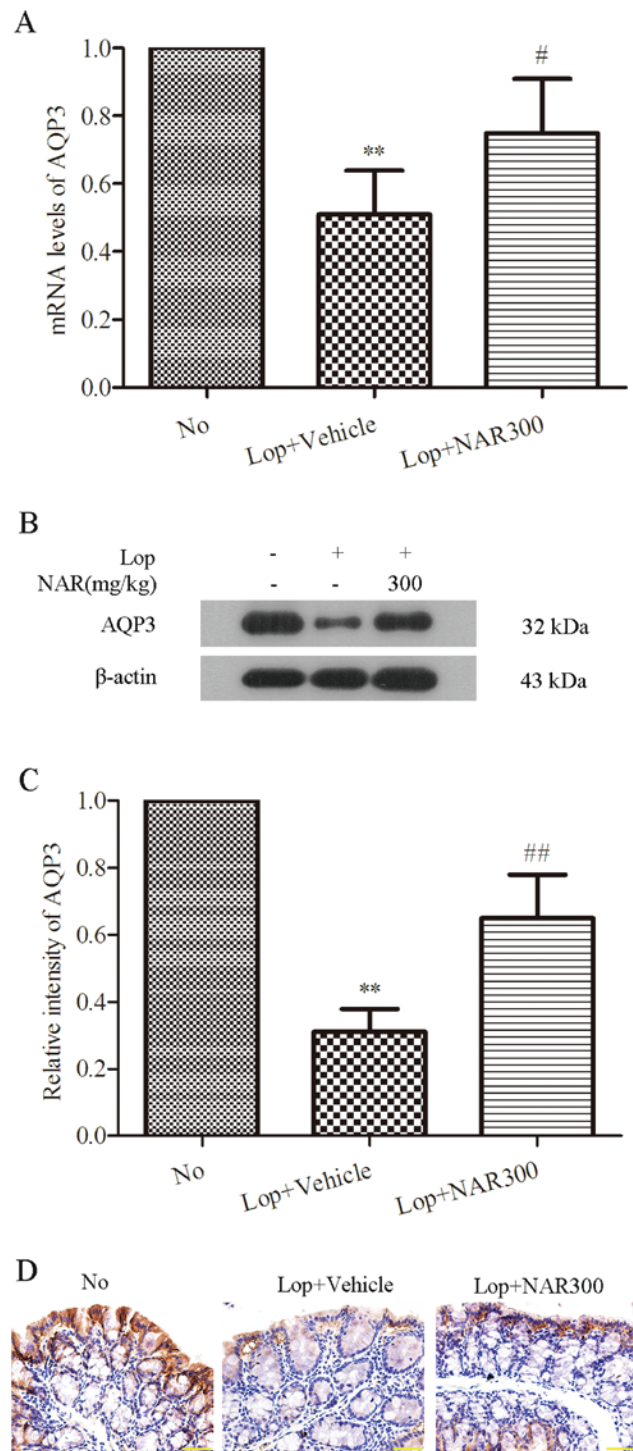 A
mRNA levels of AQP3
1.0
0.8
0.6
0.4
0.2
0.0
**
#
No
Lop+Vehicle
Lop+NAR300
B
Lop - + +
NAR(mg/kg) - - 300
AQP3 32 kDa
β-actin 43 kDa
C
Relative intensity of AQP3
1.0
0.8
0.6
0.4
0.2
0.0
**
##
No
Lop+Vehicle
Lop+NAR300
D
No Lop+Vehicle Lop+NAR300